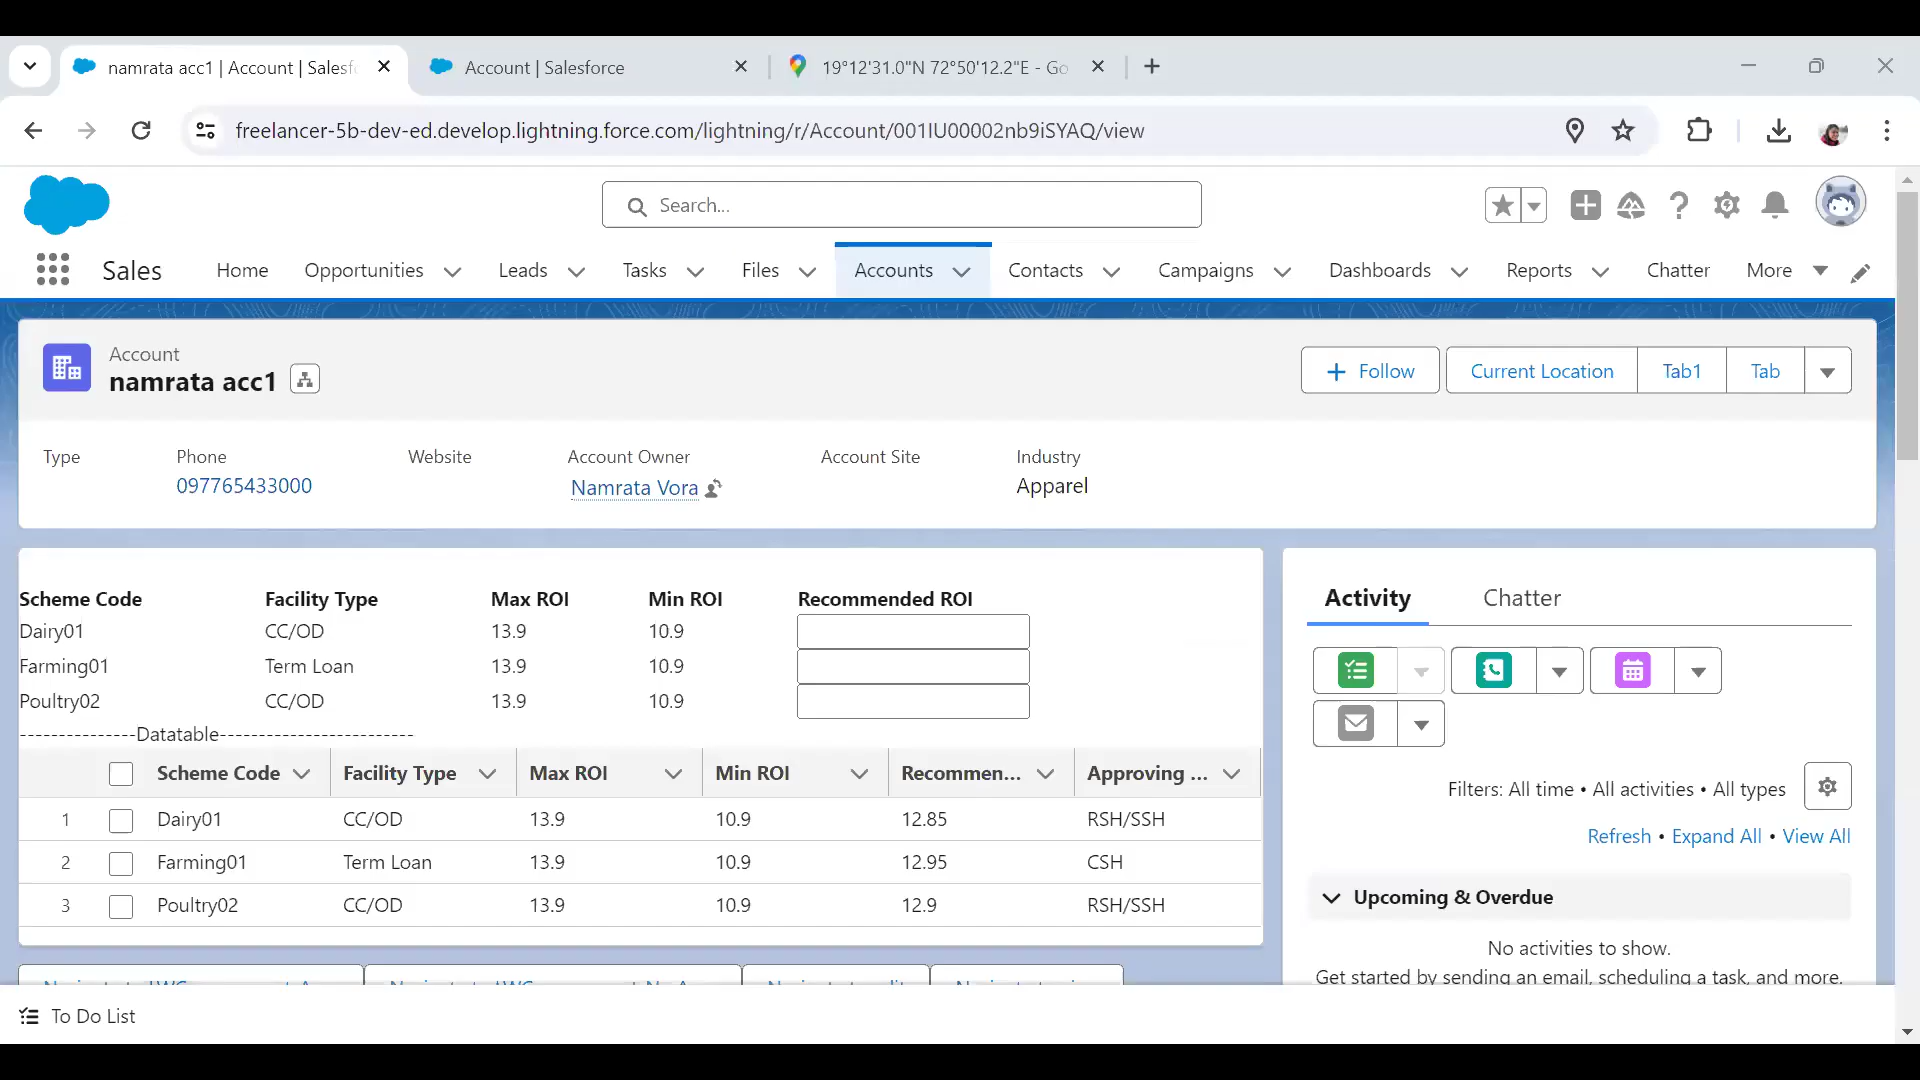 namrata acc1 | Account | Salesf
Account | Salesforce
19°12'31.0"N 72°50'12.2"E - Go
freelancer-5b-dev-ed.develop.lightning.force.com/lightning/r/Account/001IU00002nb9iSYAQ/view
Search...
Sales
Home
Opportunities
Leads
Tasks
Files
Accounts
Contacts
Campaigns
Dashboards
Reports
Chatter
More
Account
namrata acc1
Follow
Current Location
Tab1
Tab
Type
Phone
Website
Account Owner
Account Site
Industry
097765433000
Namrata Vora
Apparel
Scheme Code Facility Type Max ROI Min ROI Recommended ROI
Dairy01 CC/OD 13.9 10.9
Farming01 Term Loan 13.9 10.9
Poultry02 CC/OD 13.9 10.9
---------------Datatable-------------------------
Scheme Code Facility Type Max ROI Min ROI Recommen... Approving ...
1 Dairy01 CC/OD 13.9 10.9 12.85 RSH/SSH
2 Farming01 Term Loan 13.9 10.9 12.95 CSH
3 Poultry02 CC/OD 13.9 10.9 12.9 RSH/SSH
Activity
Chatter
Filters: All time • All activities • All types
Refresh • Expand All • View All
Upcoming & Overdue
No activities to show.
Get started by sending an email, scheduling a task, and more.
To Do List